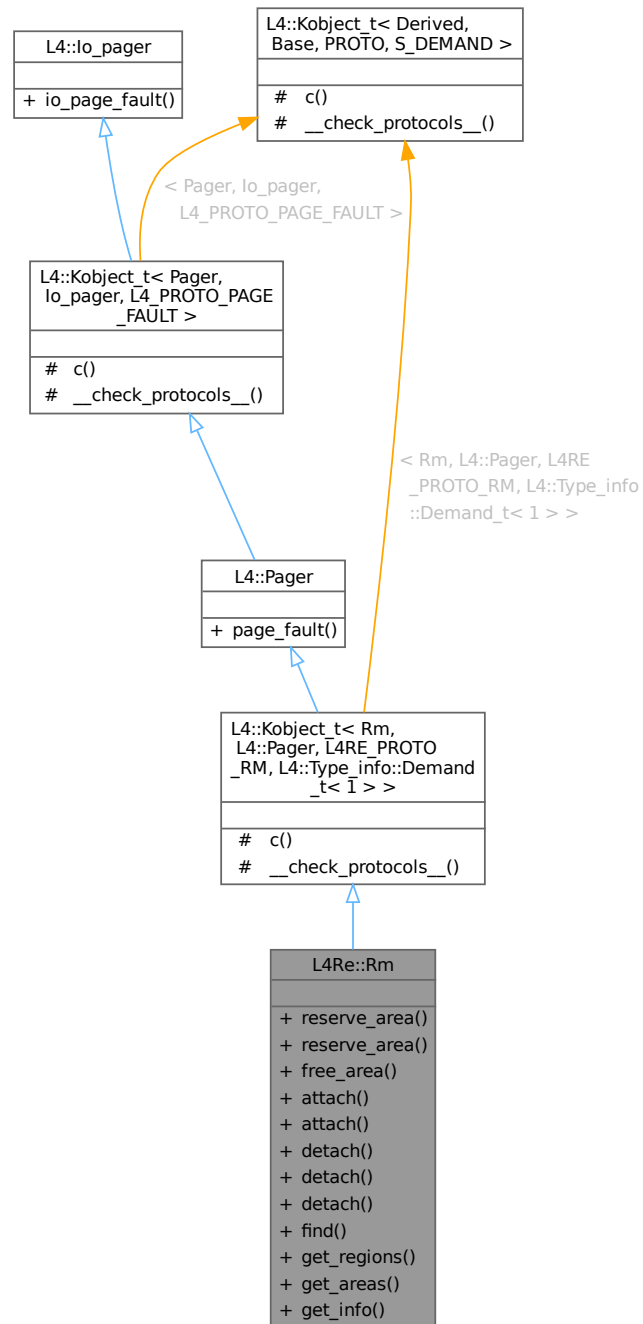 L4::Io_pager
+ io_page_fault()
L4::Kobject_t< Derived,
Base, PROTO, S_DEMAND >
# c()
# __check_protocols__()
< Pager, Io_pager,
L4_PROTO_PAGE_FAULT >
L4::Kobject_t< Pager,
Io_pager, L4_PROTO_PAGE
_FAULT >
# c()
# __check_protocols__()
< Rm, L4::Pager, L4RE
_PROTO_RM, L4::Type_info
::Demand_t< 1 > >
L4::Pager
+ page_fault()
L4::Kobject_t< Rm,
L4::Pager, L4RE_PROTO
_RM, L4::Type_info::Demand
_t< 1 > >
# c()
# __check_protocols__()
L4Re::Rm
+ reserve_area()
+ reserve_area()
+ free_area()
+ attach()
+ attach()
+ detach()
+ detach()
+ detach()
+ find()
+ get_regions()
+ get_areas()
+ get_info()